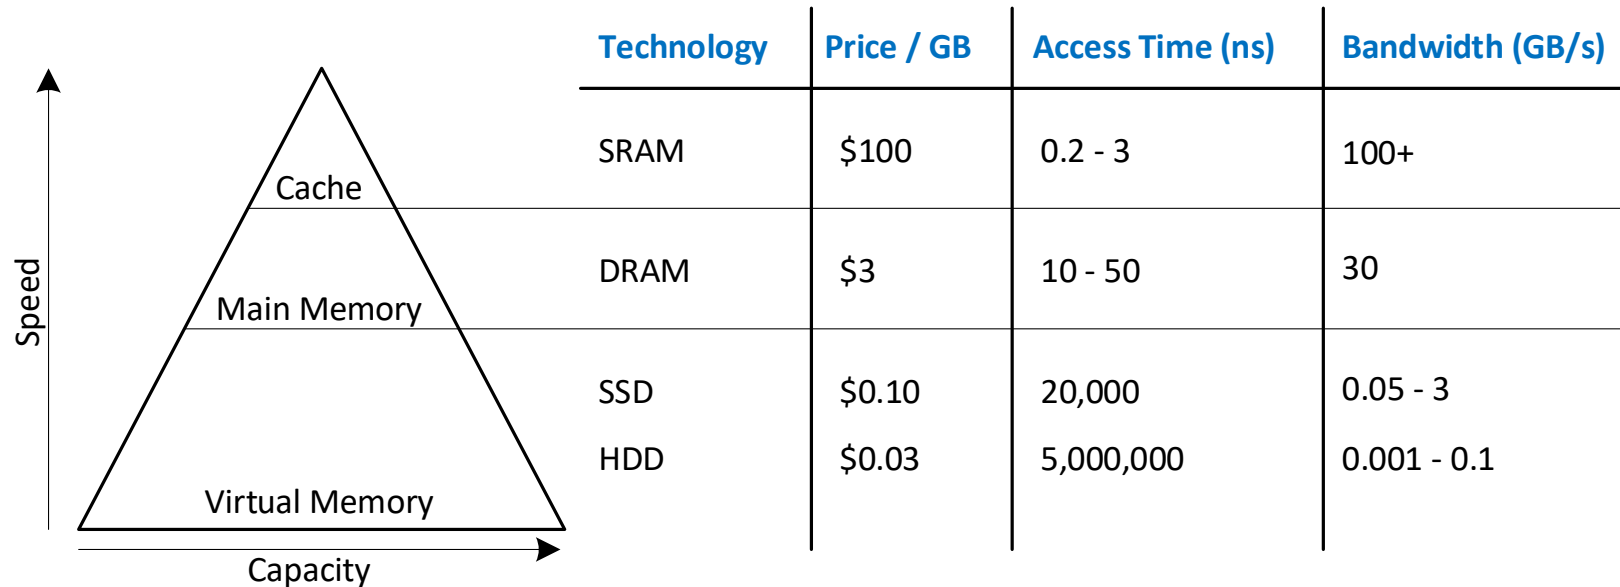 Technology Price / GB Access Time (ns) Bandwidth (GB/s)
SRAM $100 0.2 - 3 100+
Cache
DRAM $3 10 - 50 30
Main Memory
SSD $0.10 20,000 0.05 - 3
HDD $0.03 5,000,000 0.001 - 0.1
Virtual Memory
Speed
Capacity